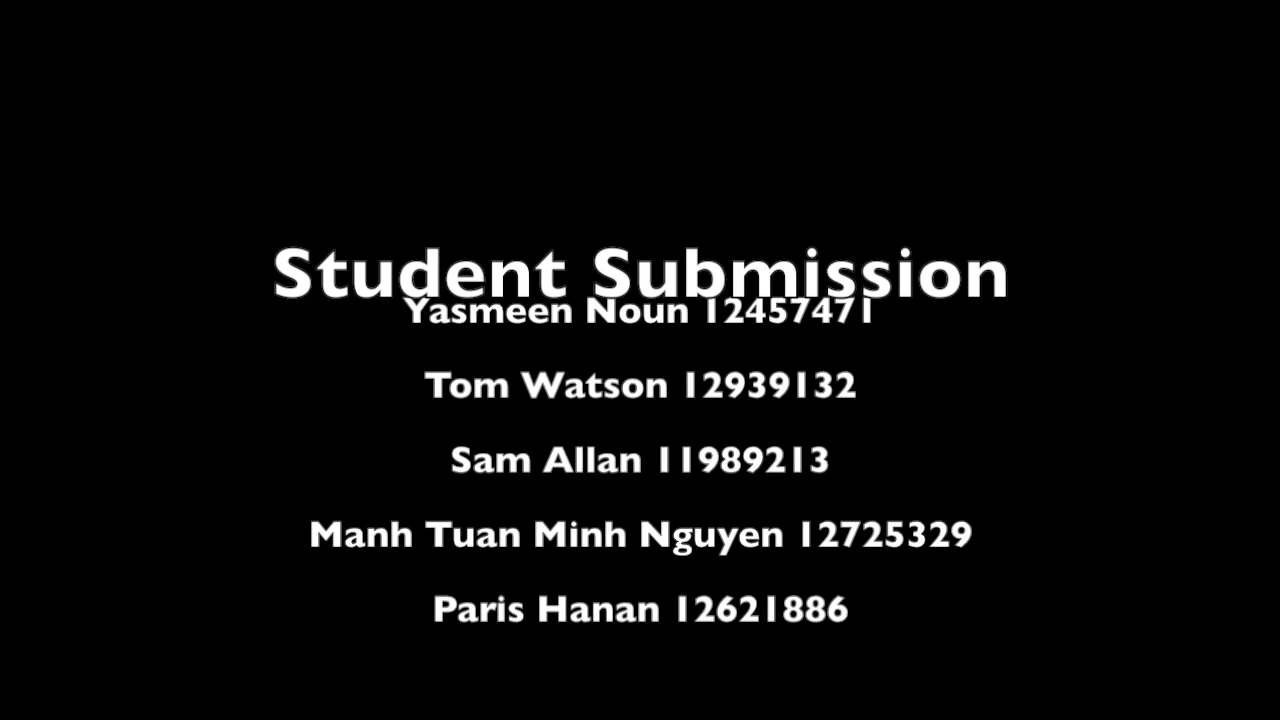 Student Submission
Yasmeen Noun 12457471
Tom Watson 12939132
Sam Allan 11989213
Manh Tuan Minh Nguyen 12725329
Paris Hanan 12621886